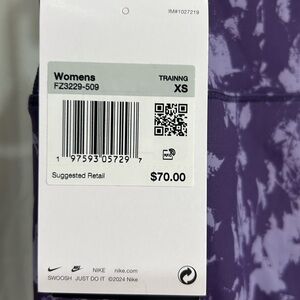 IM#1027219
Womens TRAINNG
FZ3229-509 XS
1 97593 05729 7
Suggested Retail $70.00
NIKE nike.com
SWOOSH JUST DO IT ©2024 Nike